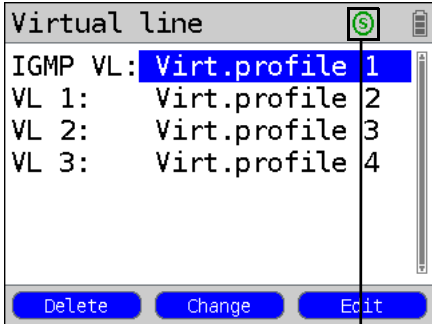 Virtual line S
IGMP VL: Virt.profile 1
VL 1: Virt.profile 2
VL 2: Virt.profile 3
VL 3: Virt.profile 4
Delete Change Edit